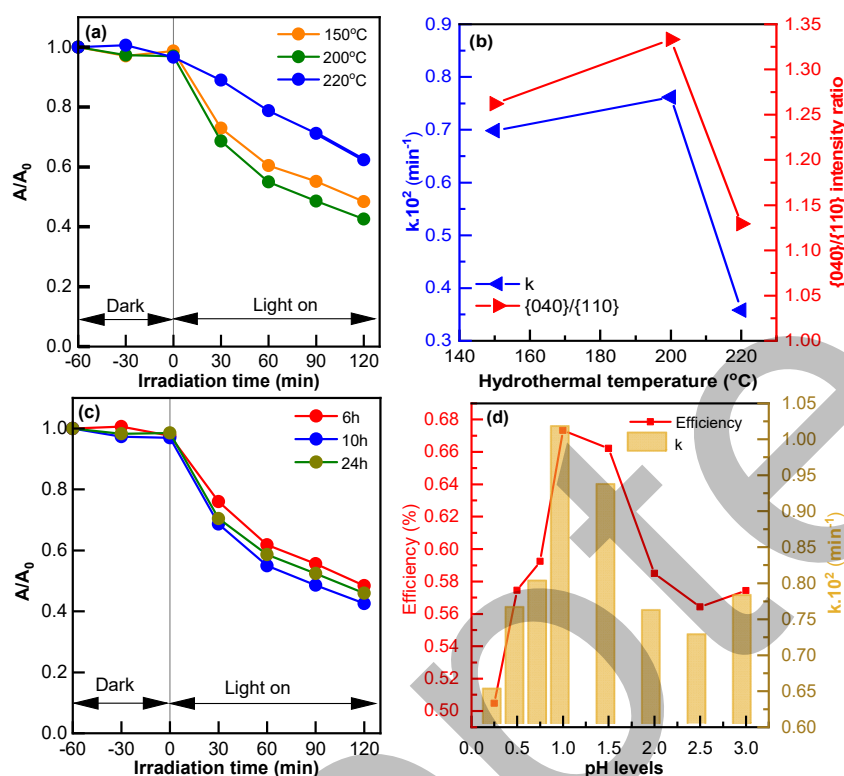 (a)
150°C
200°C
220°C
1.0
0.8
0.6
0.4
0.2
0.0
A/A0
Dark
Light on
-60 -30 0 30 60 90 120
Irradiation time (min)
(b)
0.9
0.8
0.7
0.6
0.5
0.4
0.3
k.10² (min⁻¹)
k
{040}/{110}
1.35
1.30
1.25
1.20
1.15
1.10
1.05
1.00
{040}/{110} intensity ratio
140 160 180 200 220
Hydrothermal temperature (°C)
(c)
6h
10h
24h
1.0
0.8
0.6
0.4
0.2
0.0
A/A0
Dark
Light on
-60 -30 0 30 60 90 120
Irradiation time (min)
(d)
Efficiency
k
0.68
0.66
0.64
0.62
0.60
0.58
0.56
0.54
0.52
0.50
Efficiency (%)
1.05
1.00
0.95
0.90
0.85
0.80
0.75
0.70
0.65
0.60
k.10² (min⁻¹)
0.0 0.5 1.0 1.5 2.0 2.5 3.0
pH levels